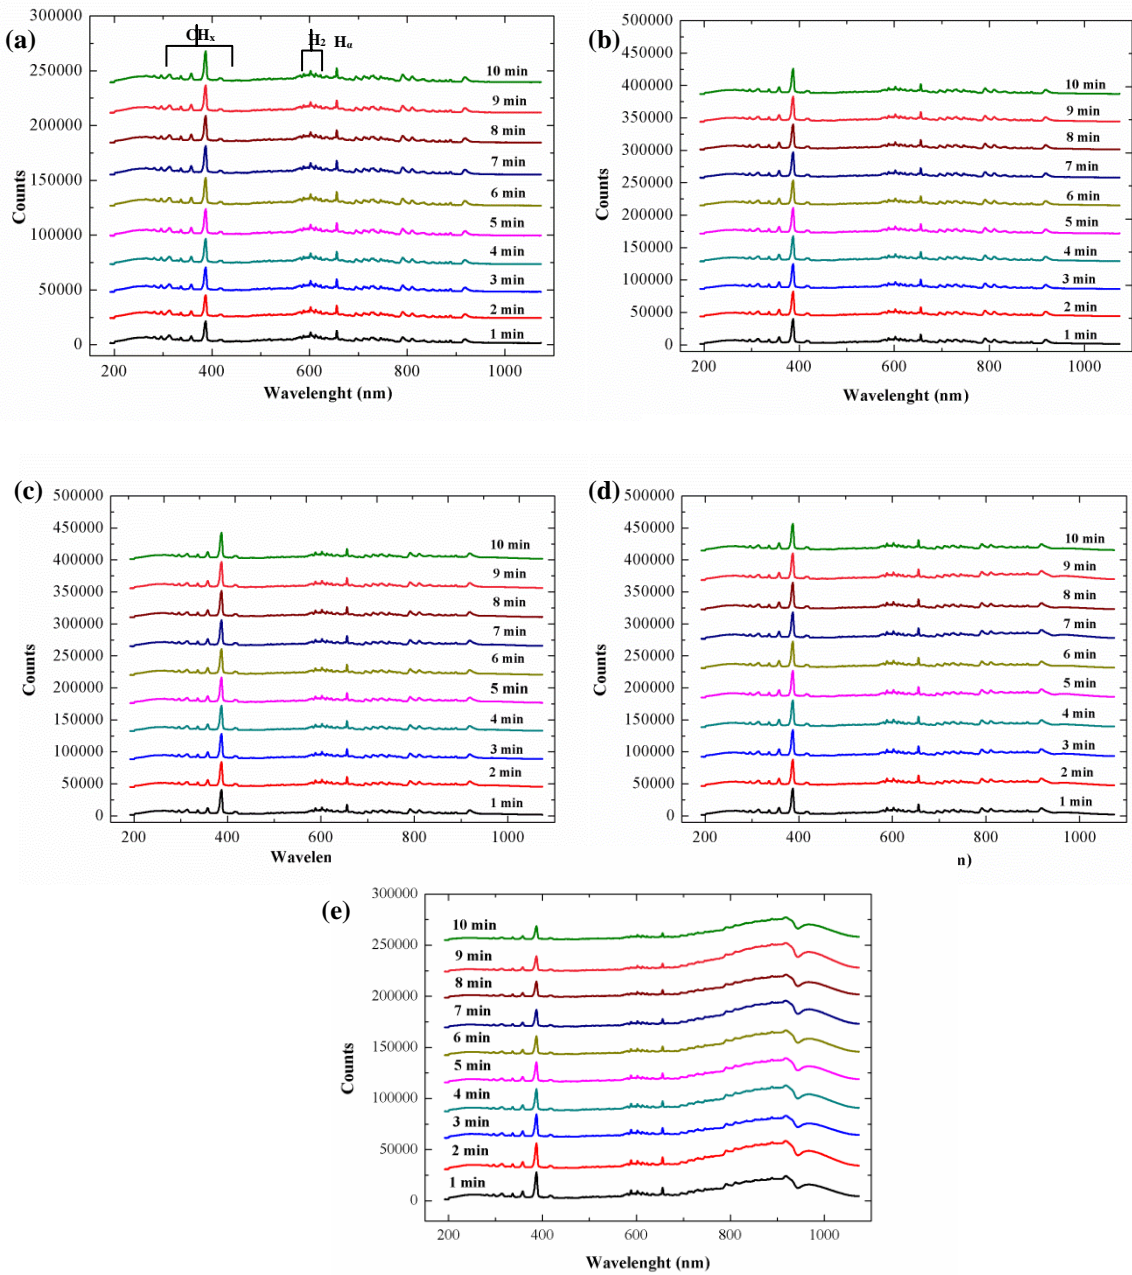 (a)
CHx
H2
Hα
300000
250000
200000
150000
100000
50000
0
Counts
10 min
9 min
8 min
7 min
6 min
5 min
4 min
3 min
2 min
1 min
200 400 600 800 1000
Wavelenght (nm)
(b)
500000
450000
400000
350000
300000
250000
200000
150000
100000
50000
0
Counts
10 min
9 min
8 min
7 min
6 min
5 min
4 min
3 min
2 min
1 min
200 400 600 800 1000
Wavelenght (nm)
(c)
500000
450000
400000
350000
300000
250000
200000
150000
100000
50000
0
Counts
10 min
9 min
8 min
7 min
6 min
5 min
4 min
3 min
2 min
1 min
200 400 600 800 1000
Wavelen
(d)
500000
450000
400000
350000
300000
250000
200000
150000
100000
50000
0
Counts
10 min
9 min
8 min
7 min
6 min
5 min
4 min
3 min
2 min
1 min
200 400 600 800 1000
n)
(e)
300000
250000
200000
150000
100000
50000
0
Counts
10 min
9 min
8 min
7 min
6 min
5 min
4 min
3 min
2 min
1 min
200 400 600 800 1000
Wavelenght (nm)